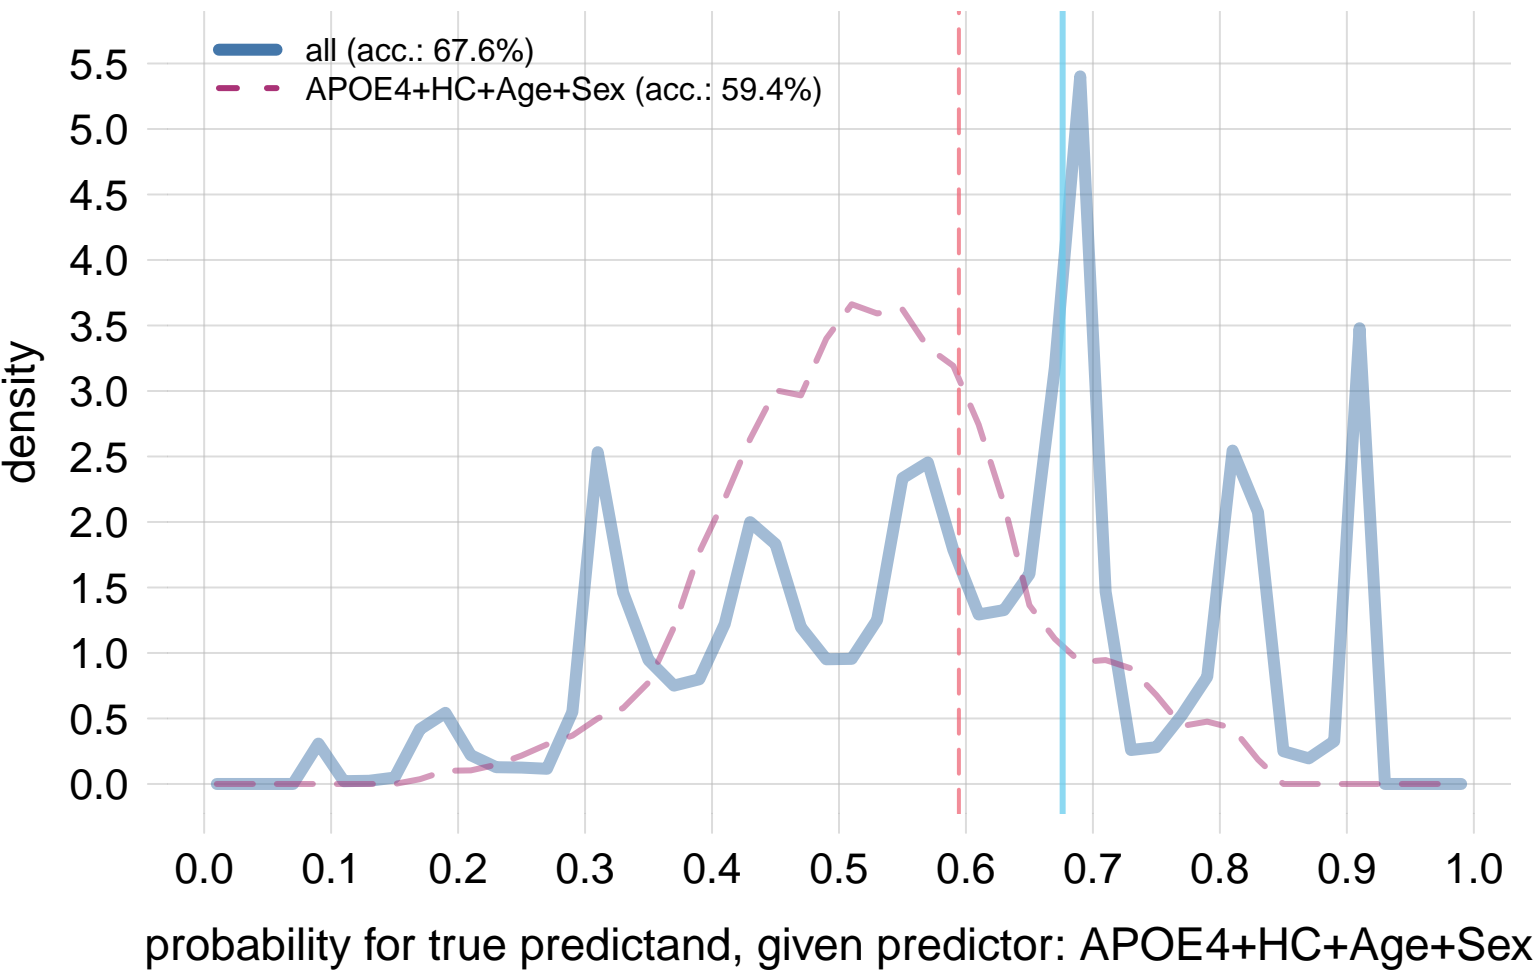 all (acc.: 67.6%)
APOE4+HC+Age+Sex (acc.: 59.4%)
5.5
5.0
4.5
4.0
3.5
3.0
2.5
2.0
1.5
1.0
0.5
0.0
density
0.0 0.1 0.2 0.3 0.4 0.5 0.6 0.7 0.8 0.9 1.0
probability for true predictand, given predictor: APOE4+HC+Age+Sex